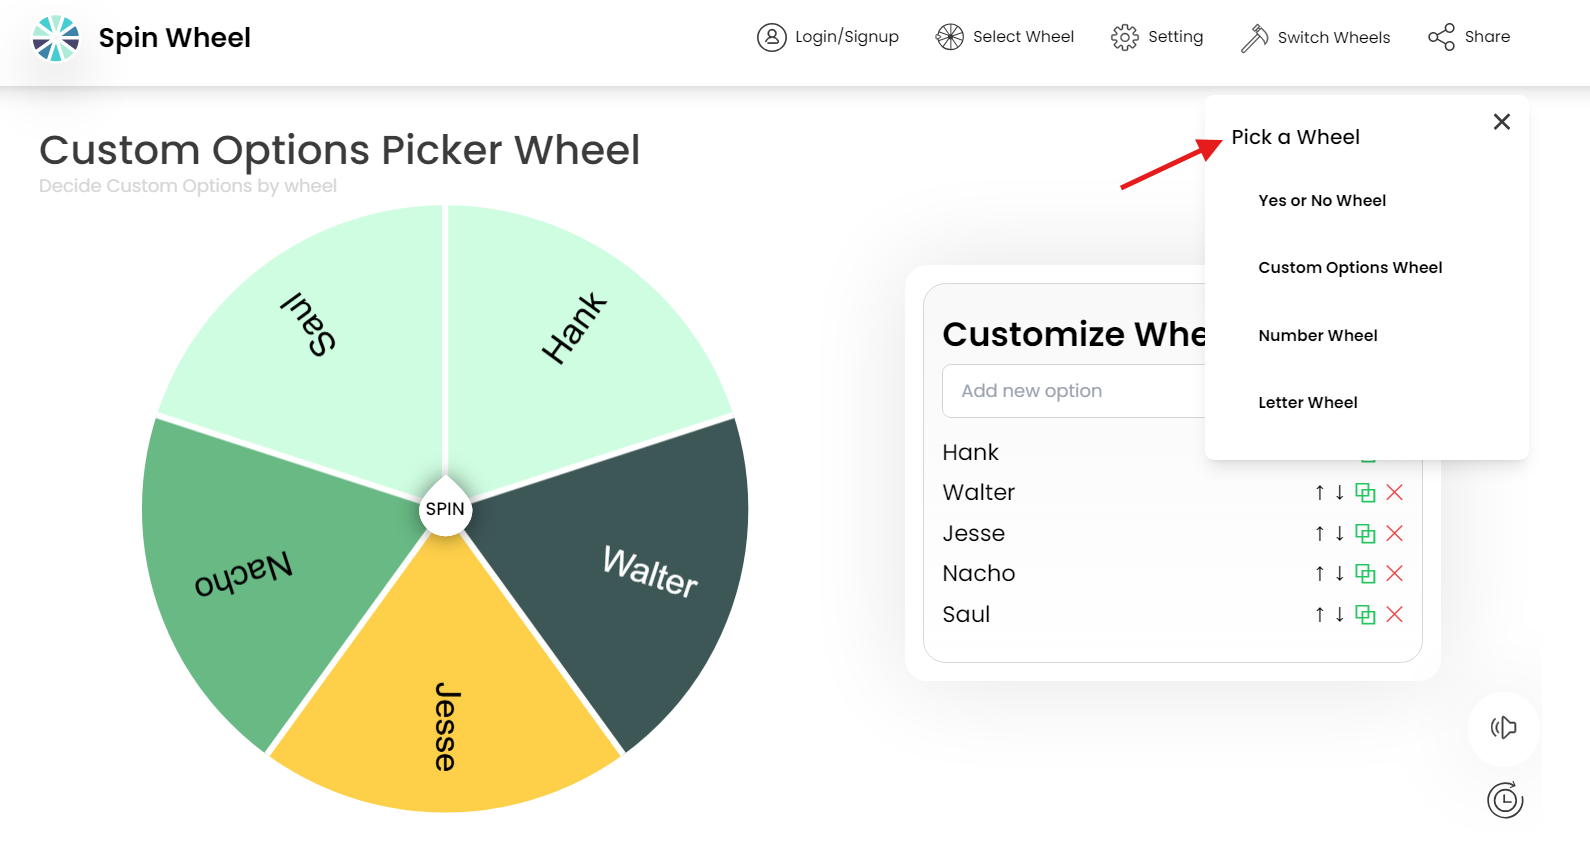 Spin Wheel
Login/Signup
Select Wheel
Setting
Switch Wheels
Share
Custom Options Picker Wheel
Decide Custom Options by wheel
Pick a Wheel
Yes or No Wheel
Custom Options Wheel
Number Wheel
Letter Wheel
Saul
Hank
Nacho
SPIN
Walter
Jesse
Customize Whe
Add new option
Hank
Walter
Jesse
Nacho
Saul